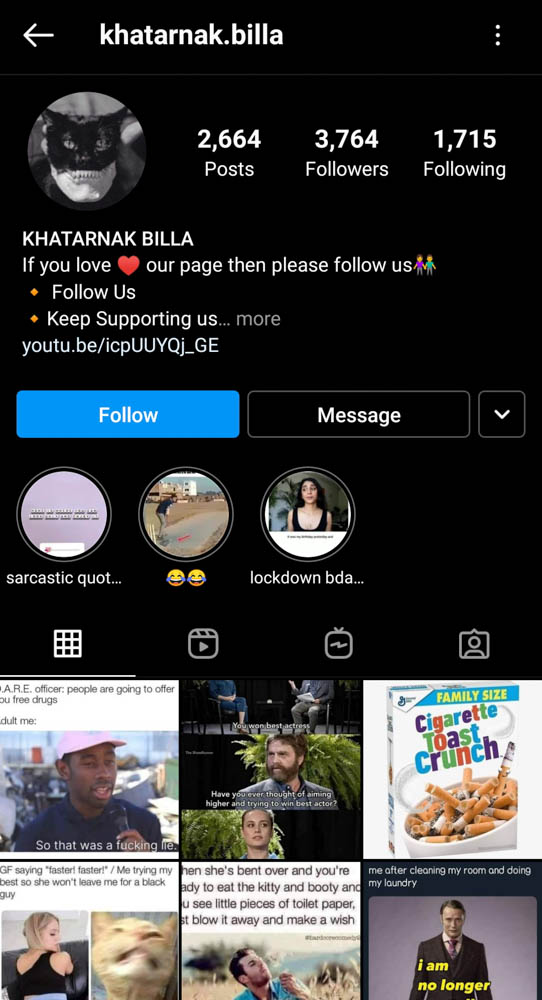 khatarnak.billa
2,664
3,764
1,715
Posts
Followers
Following
KHATARNAK BILLA
If you love ❤️ our page then please follow us👫
🔸 Follow Us
🔸Keep Supporting us... more
youtu.be/icpUUYQj_GE
Follow
Message
sarcastic quot...
😂😂
lockdown bda...
.A.R.E. officer: people are going to offer
ou free drugs
dult me:
So that was a fucking lie.
You won best actress
Have you ever thought of aiming
higher and trying to win best actor?
FAMILY SIZE
Cigarette
Toast
Crunch
GF saying "faster! faster!" / Me trying my
best so she won't leave me for a black
guy
hen she's bent over and you're
ady to eat the kitty and booty and
u see little pieces of toilet paper,
st blow it away and make a wish
me after cleaning my room and doing
my laundry
i am
no longer